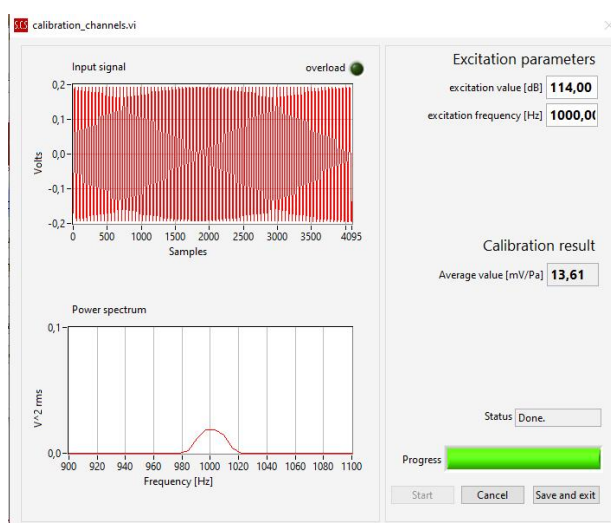 SCS calibration_channels.vi
Input signal
overload
0,2
0,1
0,0
-0,1
-0,2
Volts
0 500 1000 1500 2000 2500 3000 3500 4095
Samples
Power spectrum
0,1
0,0
V^2 rms
900 920 940 960 980 1000 1020 1040 1060 1080 1100
Frequency [Hz]
Excitation parameters
excitation value [dB] 114,00
excitation frequency [Hz] 1000,0
Calibration result
Average value [mV/Pa] 13,61
Status Done.
Progress
Start Cancel Save and exit